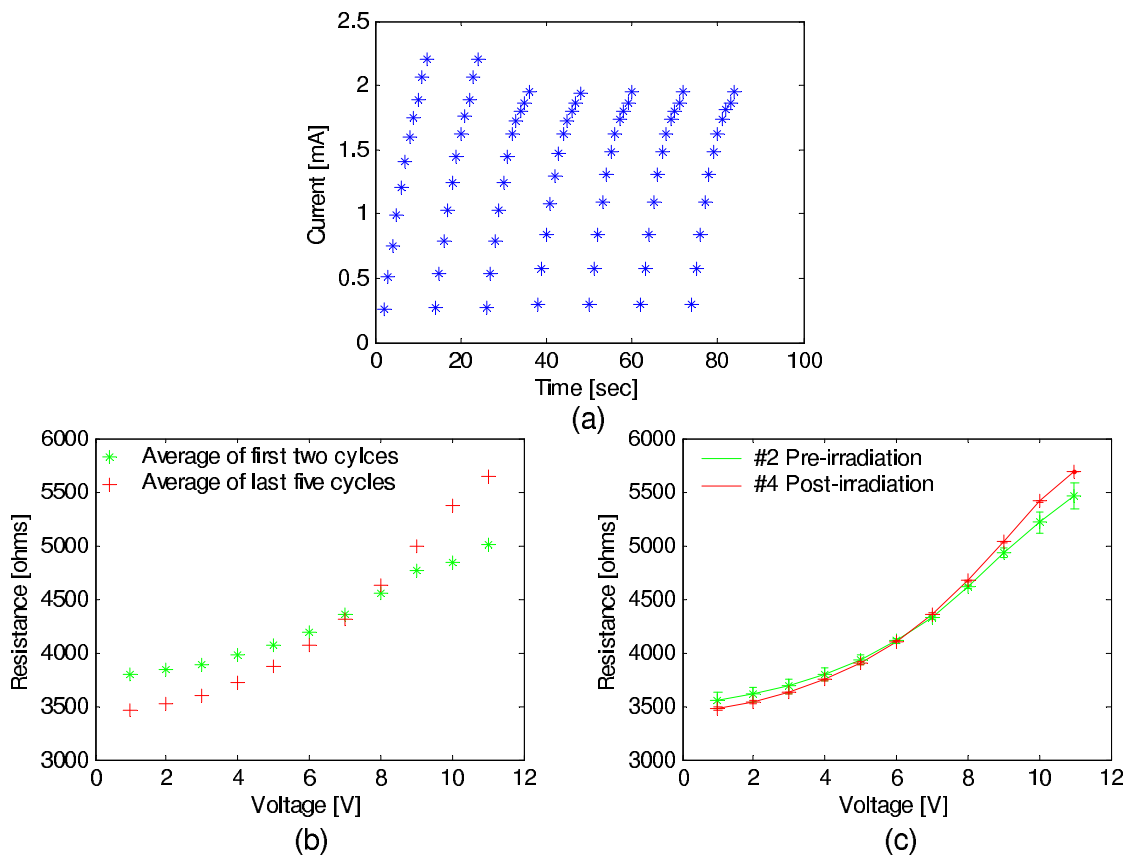 2.5
2
1.5
1
0.5
0
Current [mA]
0 20 40 60 80 100
Time [sec]
(a)
6000
5500
5000
4500
4000
3500
3000
Resistance [ohms]
Average of first two cylces
Average of last five cycles
0 2 4 6 8 10 12
Voltage [V]
(b)
6000
5500
5000
4500
4000
3500
3000
Resistance [ohms]
#2 Pre-irradiation
#4 Post-irradiation
0 2 4 6 8 10 12
Voltage [V]
(c)